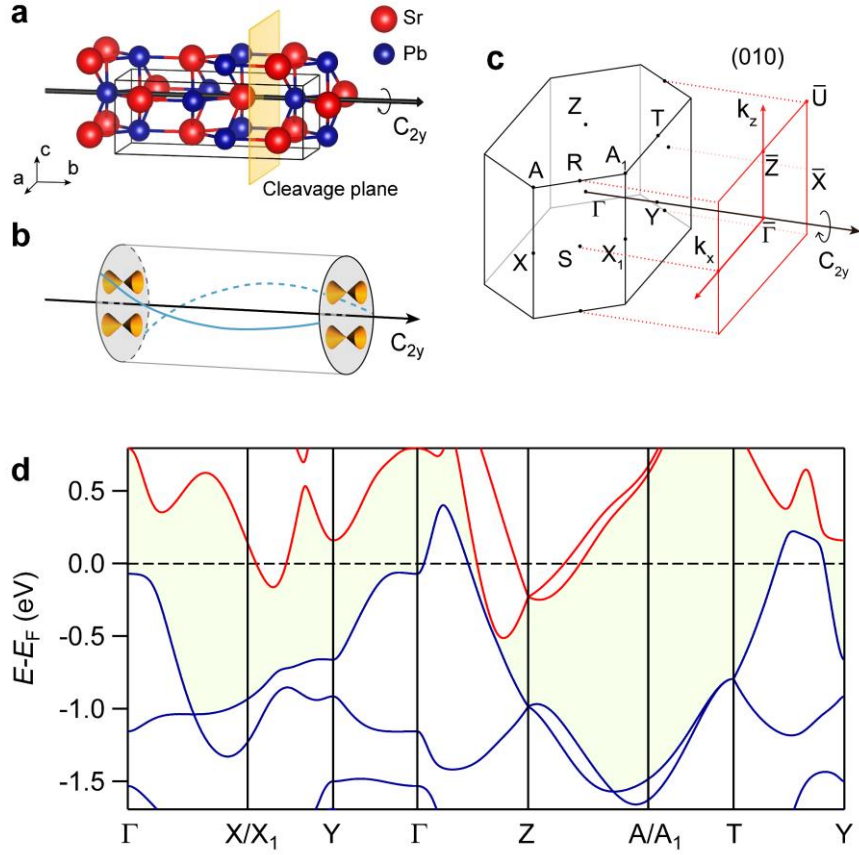 a
Sr
Pb
C2y
c
a
b
Cleavage plane
b
C2y
c
(010)
Z
T
kz
U̅
A
R
A1
Z̅
X̅
Γ
Y
Γ̅
X
S
X1
kx
C2y
d
E-EF (eV)
0.5
0.0
-0.5
-1.0
-1.5
Γ
X/X1
Y
Γ
Z
A/A1
T
Y